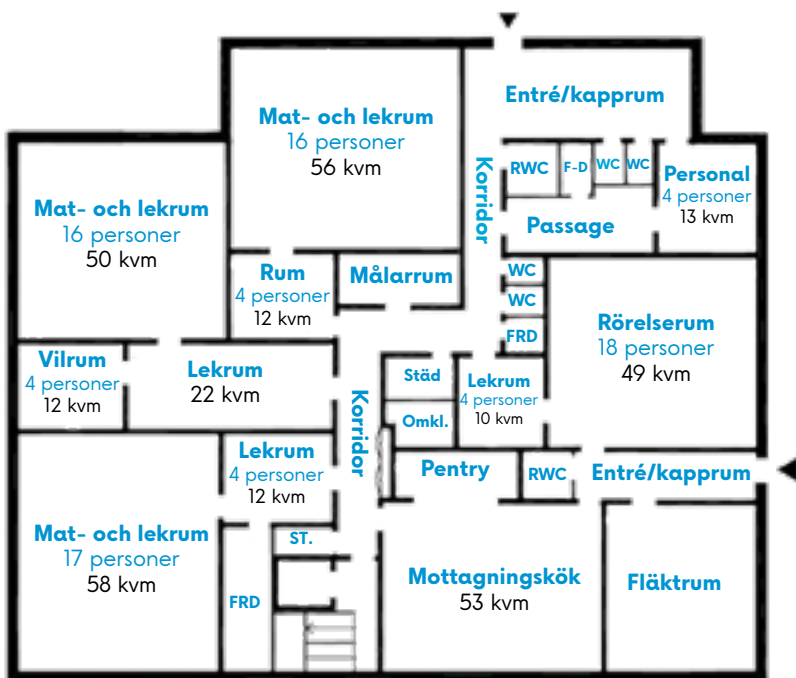 Entré/kapprum
Mat- och lekrum
16 personer
56 kvm
RWC
F-D
WC
WC
Personal
4 personer
13 kvm
Korridor
Passage
Mat- och lekrum
16 personer
50 kvm
Rum
4 personer
12 kvm
Målarrum
WC
WC
FRD
Rörelserum
18 personer
49 kvm
Vilrum
4 personer
12 kvm
Lekrum
22 kvm
Korridor
Städ
Omkl.
Lekrum
4 personer
10 kvm
Lekrum
4 personer
12 kvm
Pentry
RWC
Entré/kapprum
Mat- och lekrum
17 personer
58 kvm
ST.
FRD
Mottagningskök
53 kvm
Fläktrum